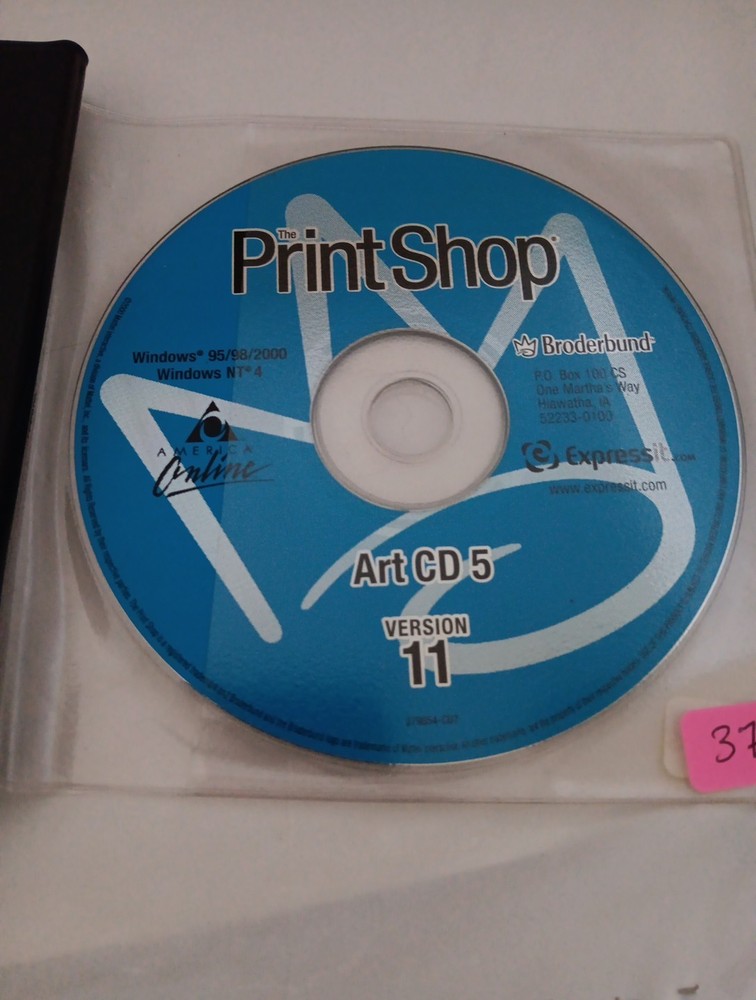 The
PrintShop®
Windows® 95/98/2000
Windows NT® 4
AMERICA
Online
Broderbund®
P.O. Box 100 CS
One Martha's Way
Hiawatha, IA
52233-0100
Expressit.COM
www.expressit.com
Art CD 5
VERSION
11
37